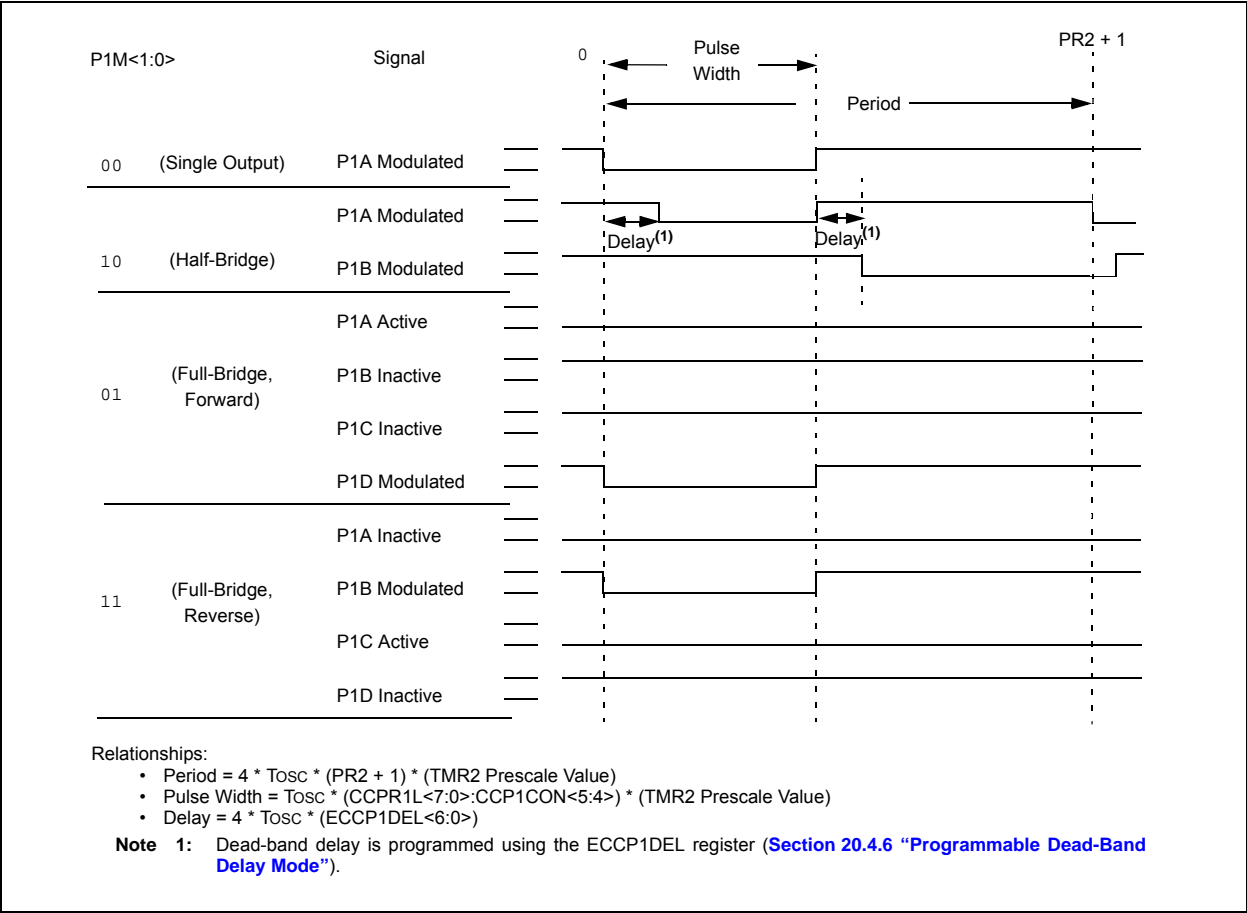 P1M<1:0>
Signal
0
Pulse
Width
PR2 + 1
Period
00
(Single Output)
P1A Modulated
P1A Modulated
Delay(1)
Delay(1)
10
(Half-Bridge)
P1B Modulated
P1A Active
(Full-Bridge,
Forward)
01
P1B Inactive
P1C Inactive
P1D Modulated
P1A Inactive
11
(Full-Bridge,
Reverse)
P1B Modulated
P1C Active
P1D Inactive
Relationships:
• Period = 4 * TOSC * (PR2 + 1) * (TMR2 Prescale Value)
• Pulse Width = TOSC * (CCPR1L<7:0>:CCP1CON<5:4>) * (TMR2 Prescale Value)
• Delay = 4 * TOSC * (ECCP1DEL<6:0>)
Note 1: Dead-band delay is programmed using the ECCP1DEL register (Section 20.4.6 “Programmable Dead-Band
Delay Mode”).